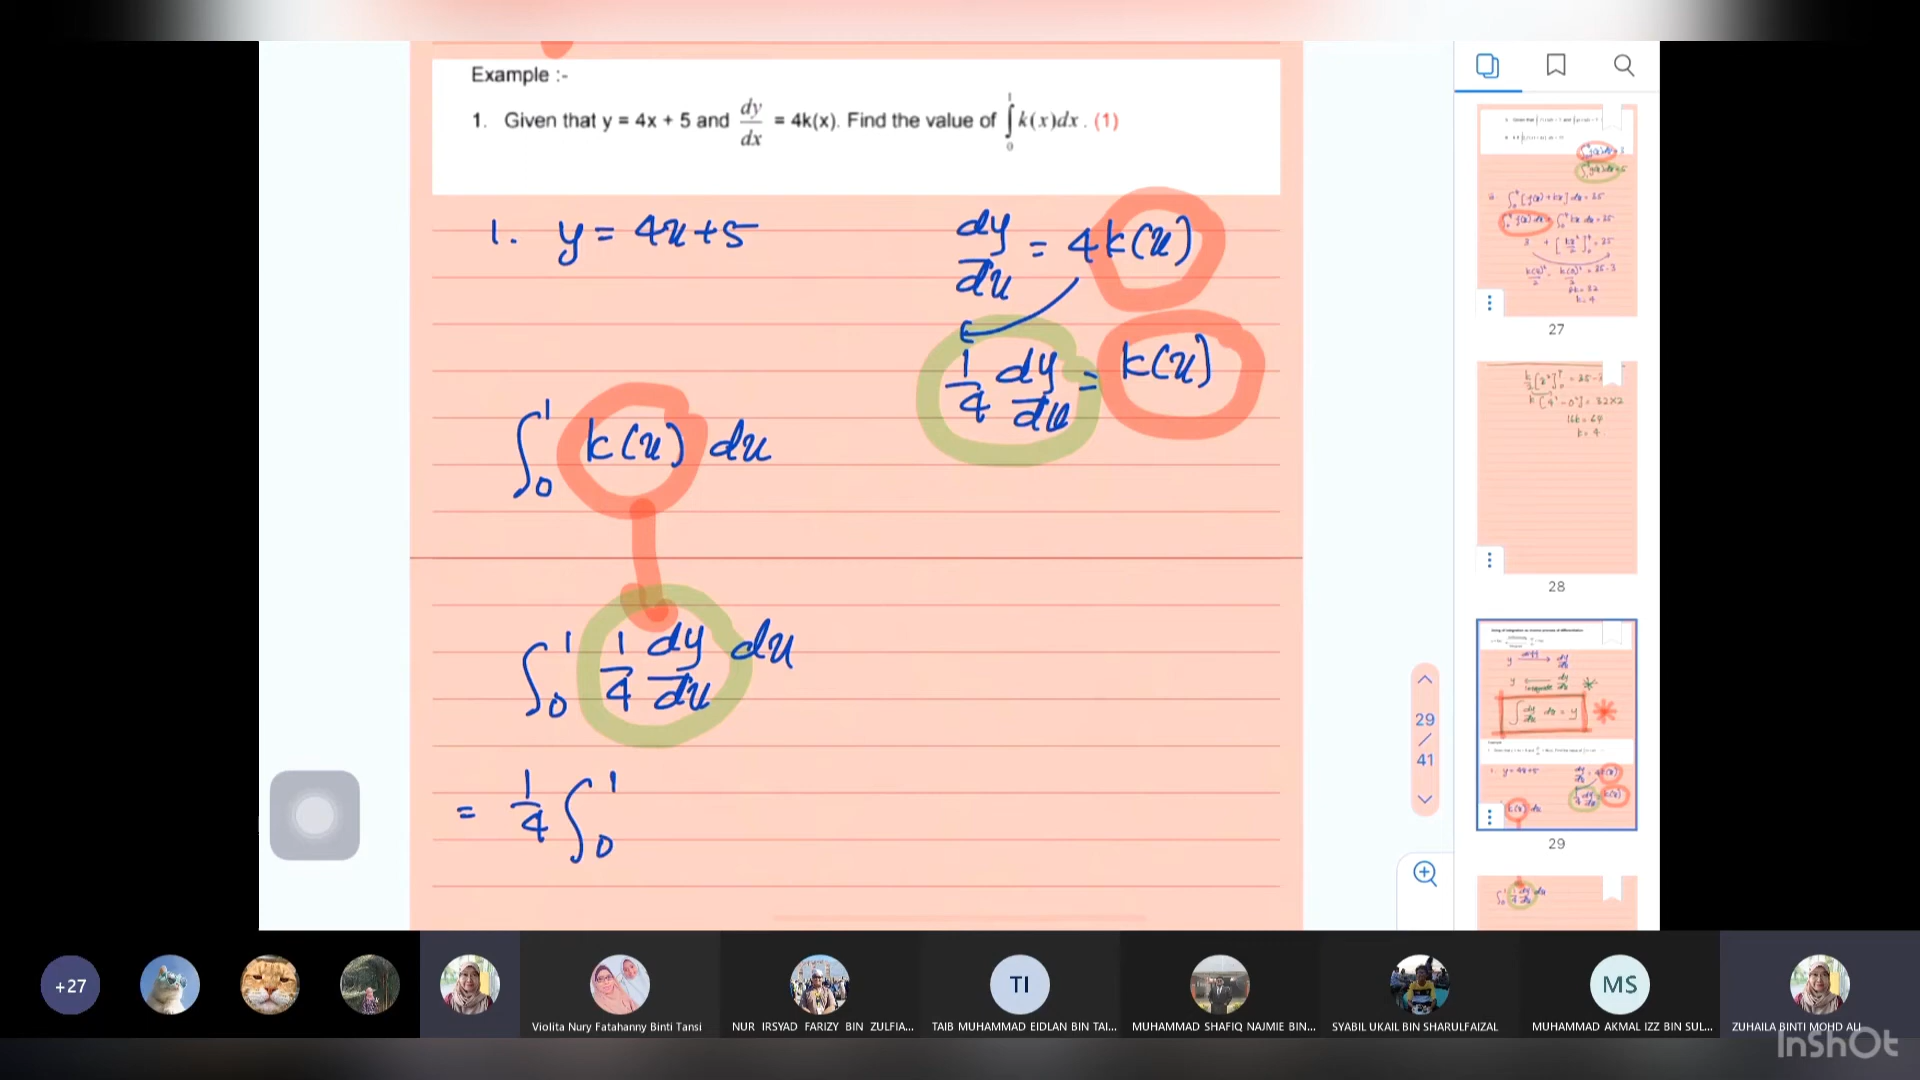 Example :-
1. Given that y = 4x + 5 and dy/dx = 4k(x). Find the value of ∫₀¹ k(x)dx . (1)
1. y = 4x+5
dy/dx = 4k(x)
1/4 dy/dx = k(x)
∫₀¹ k(x) dx
∫₀¹ 1/4 dy/dx dx
= 1/4 ∫₀¹
29
/
41
27
28
29
+27
Violita Nury Fatahanny Binti Tansi
NUR IRSYAD FARIZY BIN ZULFIA...
TI
TAIB MUHAMMAD EIDLAN BIN TAI...
MUHAMMAD SHAFIQ NAJMIE BIN...
SYABIL UKAIL BIN SHARULFAIZAL
MS
MUHAMMAD AKMAL IZZ BIN SUL...
ZUHAILA BINTI MOHD ALI
InShOt